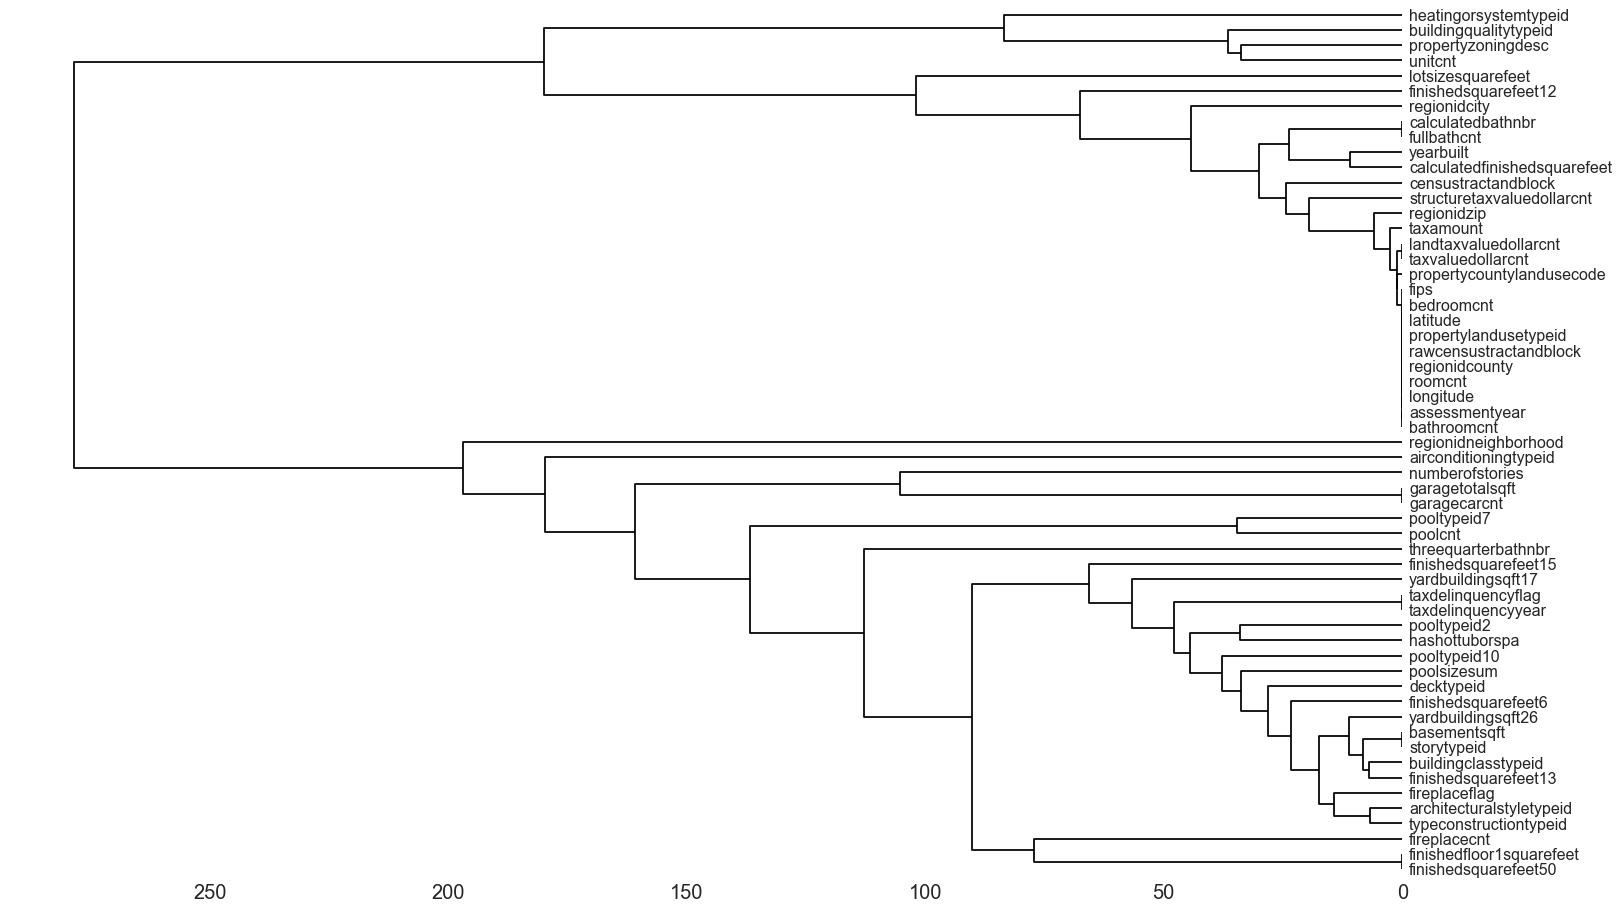 heatingorsystemtypeid
buildingqualitytypeid
propertyzoningdesc
unitcnt
lotsizesquarefeet
finishedsquarefeet12
regionidcity
calculatedbathnbr
fullbathcnt
yearbuilt
calculatedfinishedsquarefeet
censustractandblock
structuretaxvaluedollarcnt
regionidzip
taxamount
landtaxvaluedollarcnt
taxvaluedollarcnt
propertycountylandusecode
fips
bedroomcnt
latitude
propertylandusetypeid
rawcensustractandblock
regionidcounty
roomcnt
longitude
assessmentyear
bathroomcnt
regionidneighborhood
airconditioningtypeid
numberofstories
garagetotalsqft
garagecarcnt
pooltypeid7
poolcnt
threequarterbathnbr
finishedsquarefeet15
yardbuildingsqft17
taxdelinquencyflag
taxdelinquencyyear
pooltypeid2
hashottuborspa
pooltypeid10
poolsizesum
decktypeid
finishedsquarefeet6
yardbuildingsqft26
basementsqft
storytypeid
buildingclasstypeid
finishedsquarefeet13
fireplaceflag
architecturalstyletypeid
typeconstructiontypeid
fireplacecnt
finishedfloor1squarefeet
finishedsquarefeet50
250 200 150 100 50 0